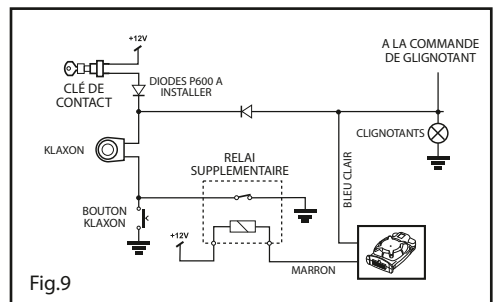 +12V
A LA COMMANDE
DE GLIGNOTANT
CLÉ DE
CONTACT
DIODES P600 A
INSTALLER
CLIGNOTANTS
KLAXON
RELAI
SUPPLEMENTAIRE
BLEU CLAIR
BOUTON
KLAXON
+12V
MARRON
Fig.9